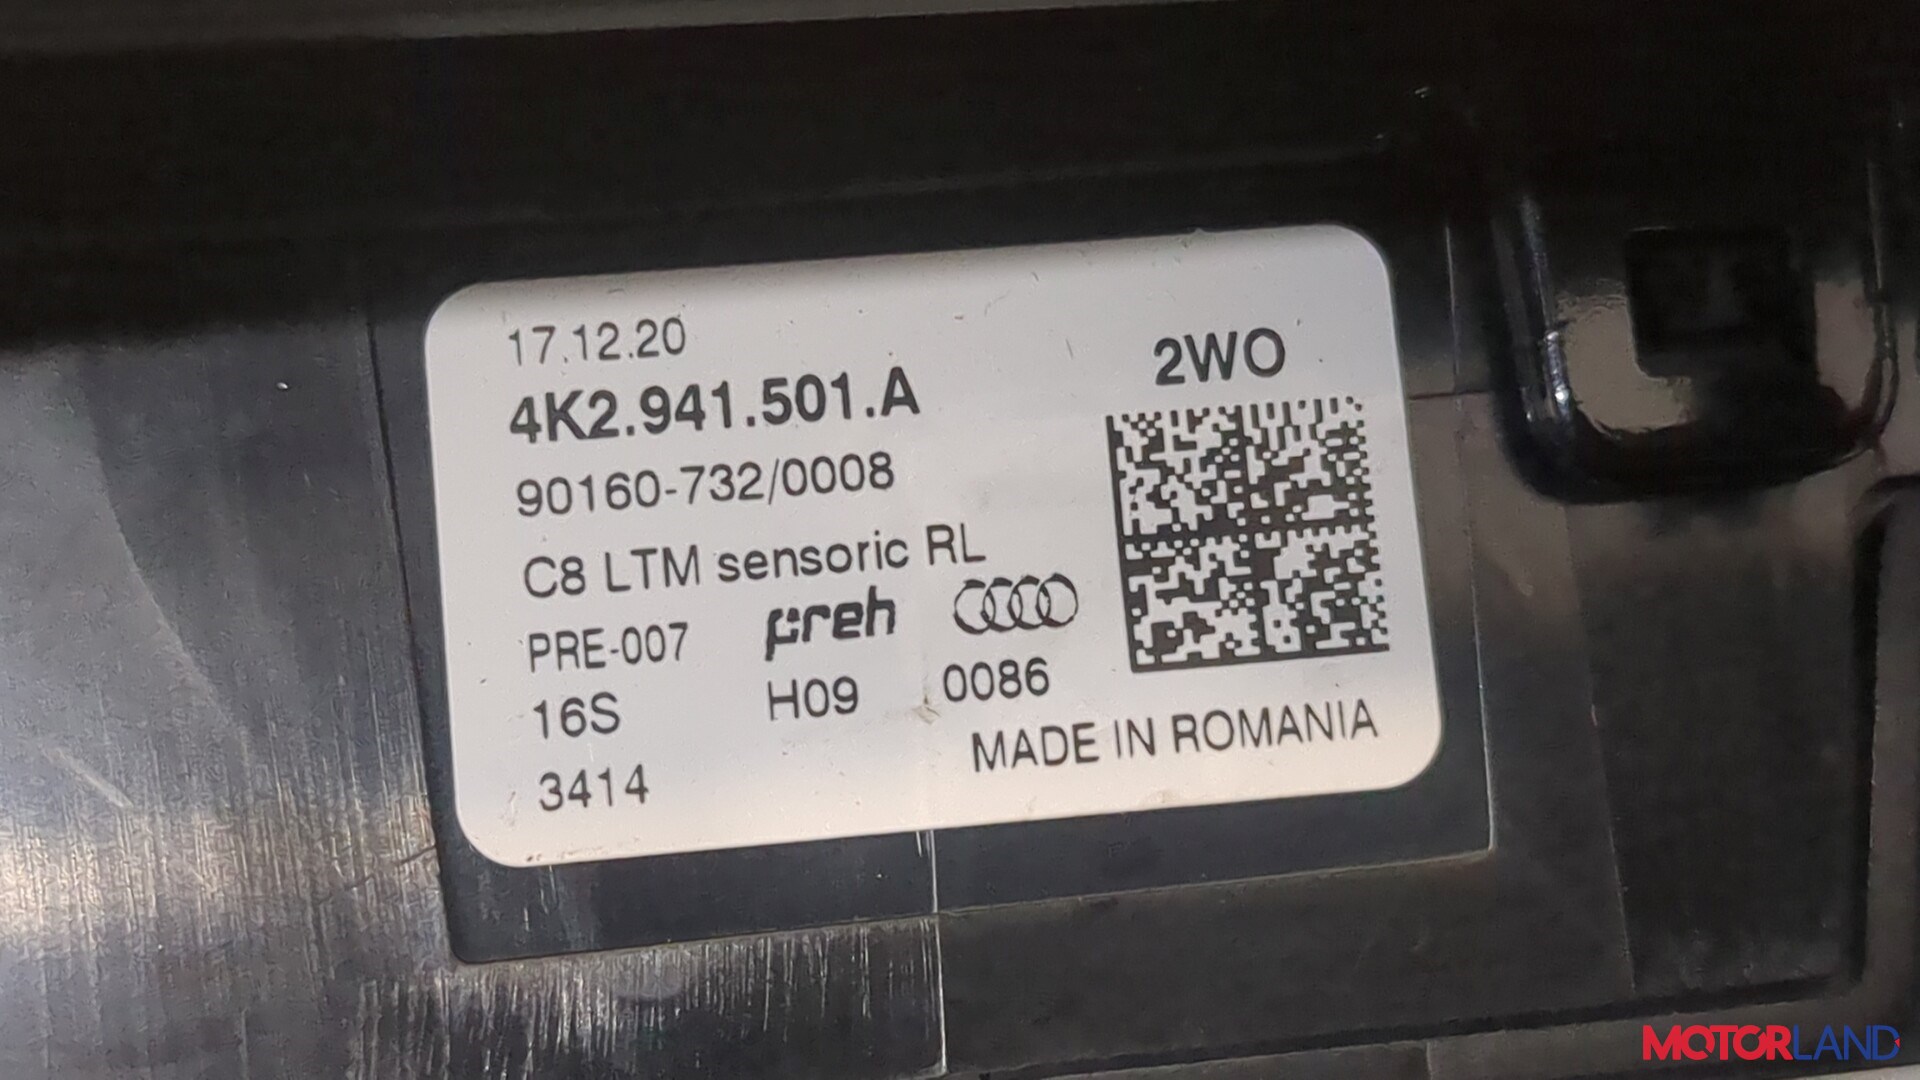 17.12.20
4K2.941.501.A
2WO
90160-732/0008
C8 LTM sensoric RL
PRE-007 preh
16S H09 0086
3414 MADE IN ROMANIA
MOTORLAND